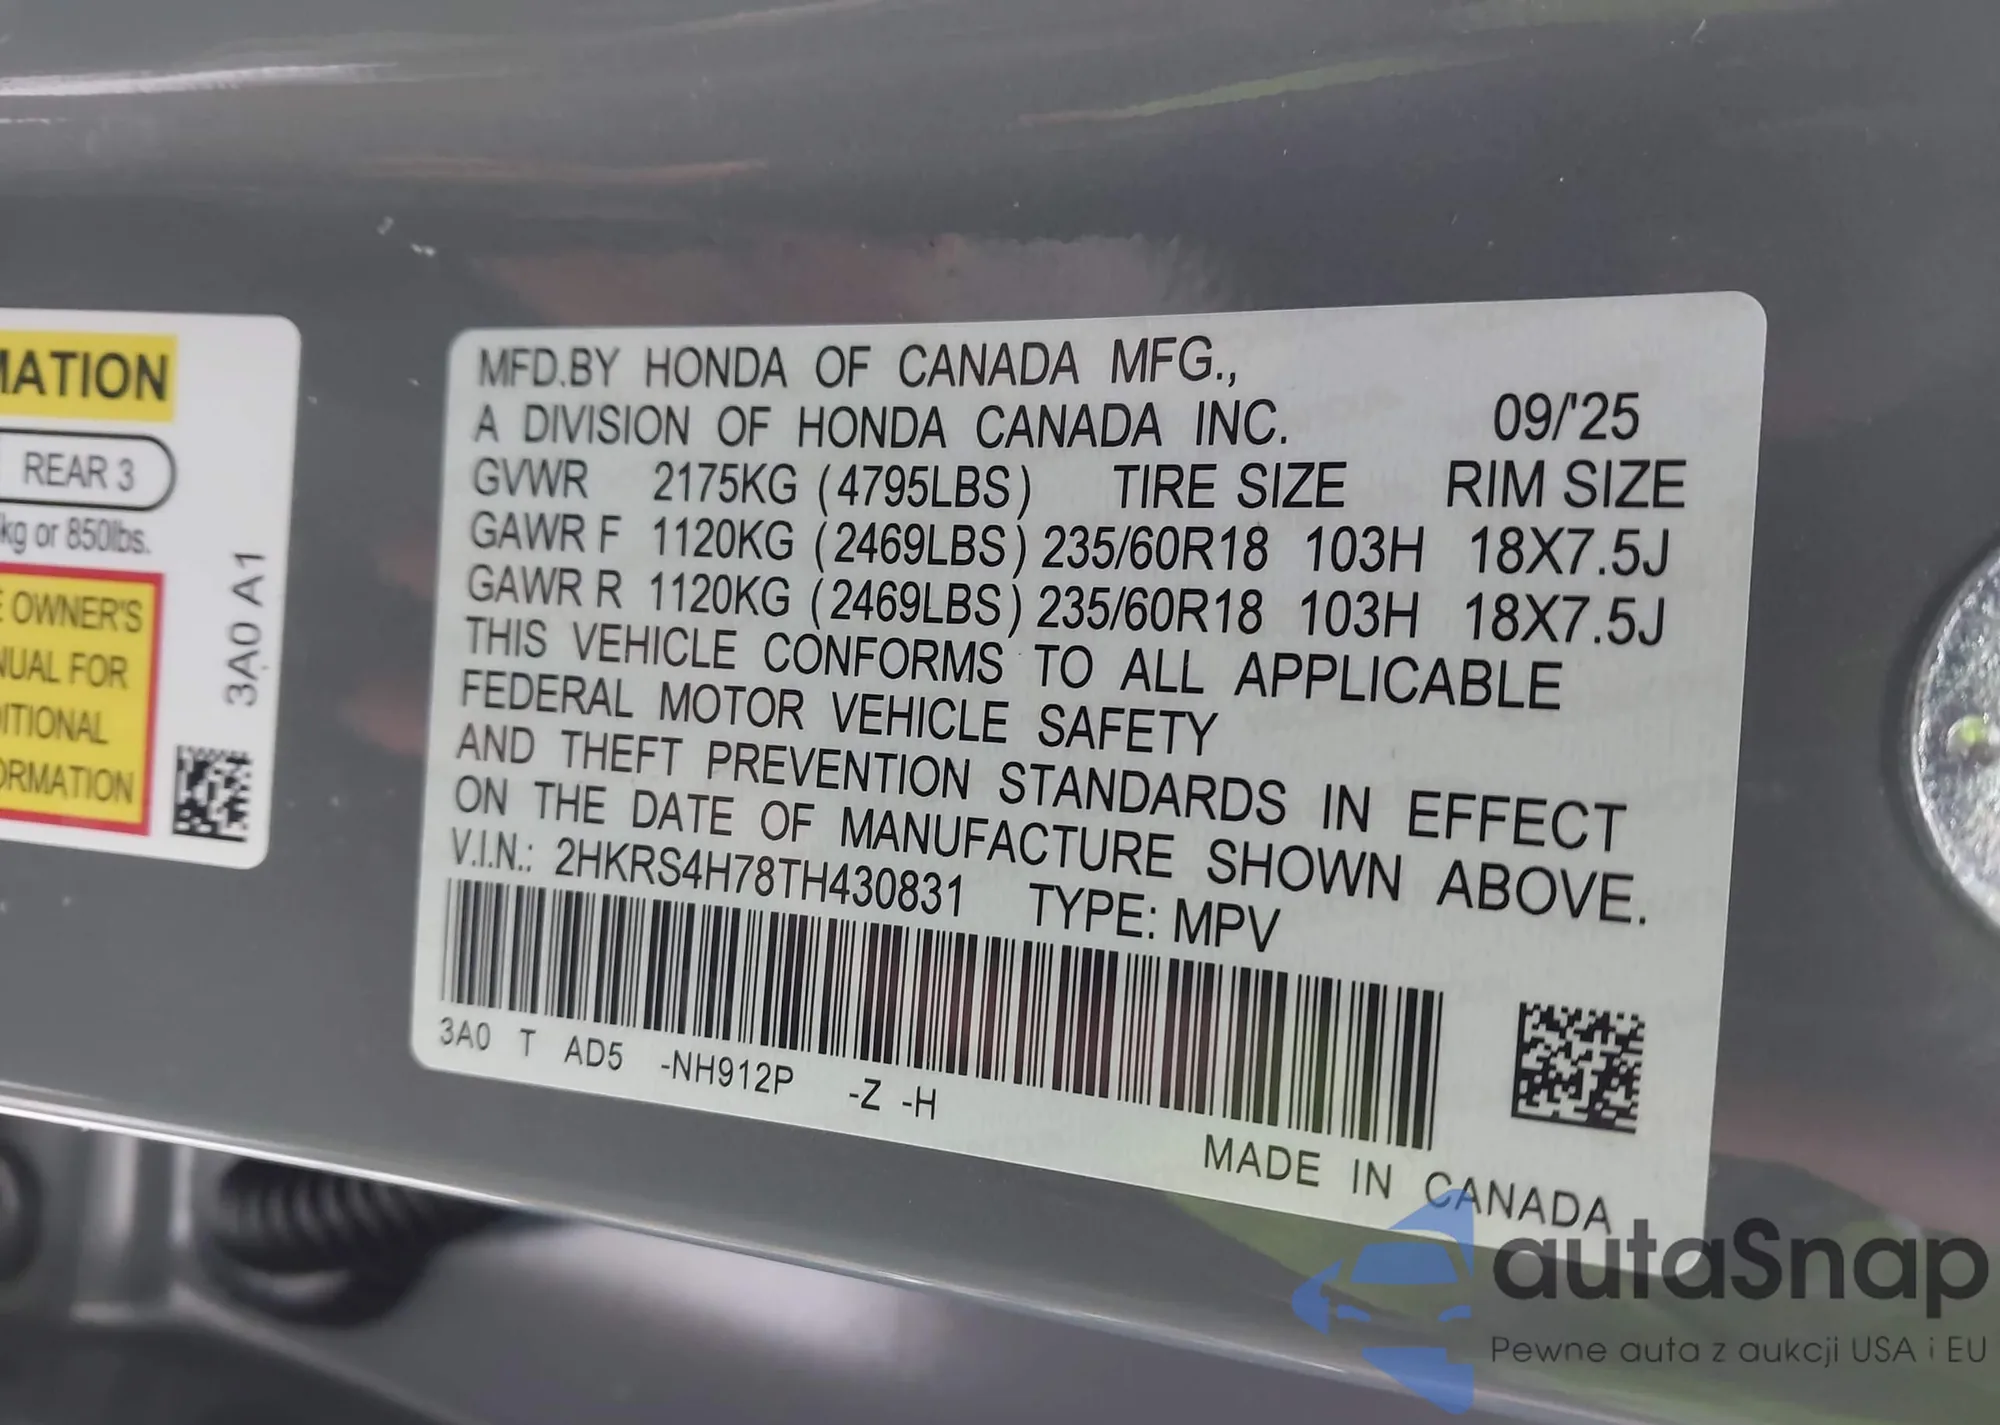 MATION
REAR 3
kg or 850lbs.
OWNER'S
FOR
3A0 A1
MFD.BY HONDA OF CANADA MFG.,
A DIVISION OF HONDA CANADA INC. 09/'25
GVWR 2175KG (4795LBS) TIRE SIZE RIM SIZE
GAWR F 1120KG (2469LBS) 235/60R18 103H 18X7.5J
GAWR R 1120KG (2469LBS) 235/60R18 103H 18X7.5J
THIS VEHICLE CONFORMS TO ALL APPLICABLE
FEDERAL MOTOR VEHICLE SAFETY
AND THEFT PREVENTION STANDARDS IN EFFECT
ON THE DATE OF MANUFACTURE SHOWN ABOVE.
V.I.N.: 2HKRS4H78TH430831 TYPE: MPV
3A0 T AD5 -NH912P -Z -H
MADE IN CANADA
autaSnap
Pewne auta z aukcji USA i EU